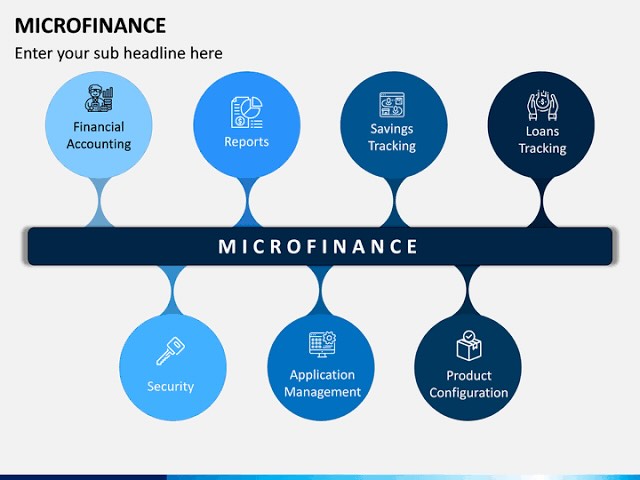 MICROFINANCE
Enter your sub headline here
Financial
Accounting
Reports
Savings
Tracking
Loans
Tracking
MICROFINANCE
Security
Application
Management
Product
Configuration